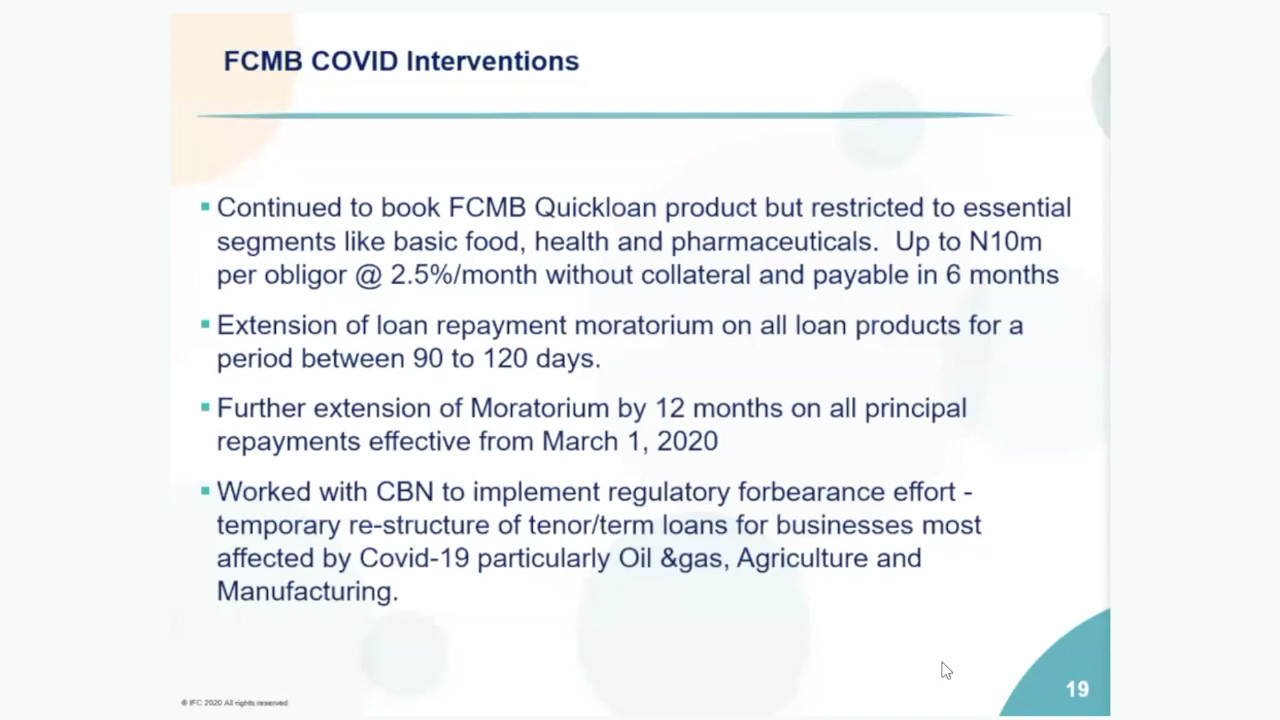 FCMB COVID Interventions
▪ Continued to book FCMB Quickloan product but restricted to essential
segments like basic food, health and pharmaceuticals.  Up to N10m
per obligor @ 2.5%/month without collateral and payable in 6 months
▪ Extension of loan repayment moratorium on all loan products for a
period between 90 to 120 days.
▪ Further extension of Moratorium by 12 months on all principal
repayments effective from March 1, 2020
▪ Worked with CBN to implement regulatory forbearance effort -
temporary re-structure of tenor/term loans for businesses most
affected by Covid-19 particularly Oil &gas, Agriculture and
Manufacturing.
© IFC 2020 All rights reserved
19